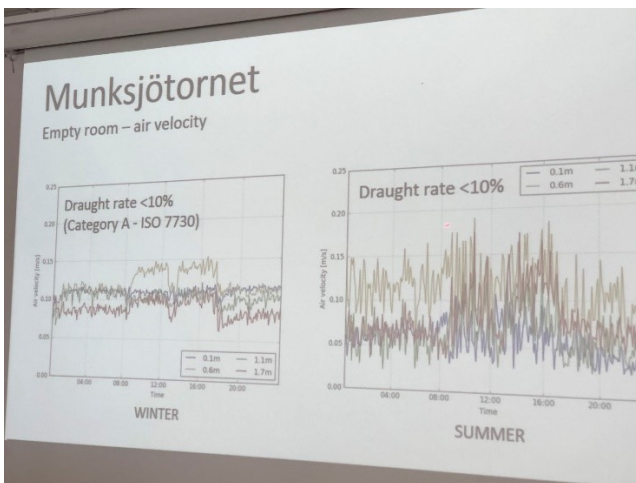 Munksjötornet
Empty room – air velocity
Draught rate <10%
(Category A - ISO 7730)
0.25
0.20
0.15
0.10
0.05
0.00
Air velocity [m/s]
04:00
08:00
12:00
16:00
20:00
Time
0.1m
1.1m
0.6m
1.7m
WINTER
Draught rate <10%
0.1m
1.1
0.6m
1.7
0.25
0.20
0.15
0.10
0.05
0.00
Air velocity [m/s]
04:00
08:00
12:00
16:00
20:00
Time
SUMMER